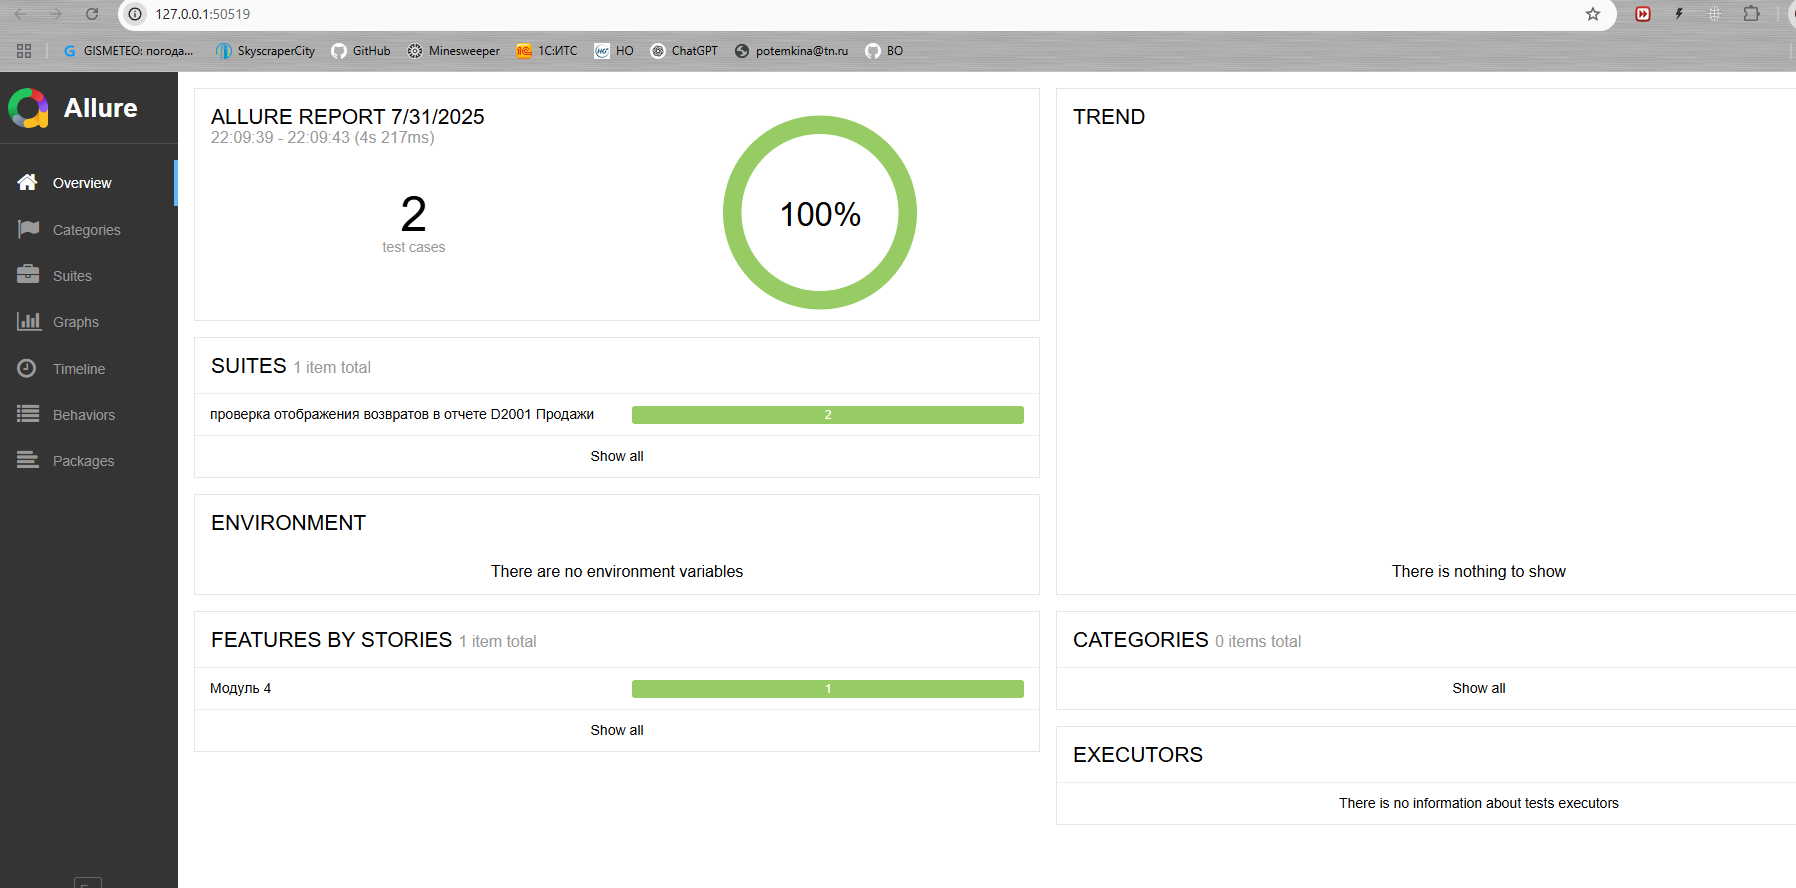 127.0.0.1:50519
GISMETEO: погода...
SkyscraperCity
GitHub
Minesweeper
1С:ИТС
НО
ChatGPT
potemkina@tn.ru
ВО
Allure
Overview
Categories
Suites
Graphs
Timeline
Behaviors
Packages
ALLURE REPORT 7/31/2025
22:09:39 - 22:09:43 (4s 217ms)
2
test cases
100%
SUITES 1 item total
проверка отображения возвратов в отчете D2001 Продажи 2
Show all
ENVIRONMENT
There are no environment variables
FEATURES BY STORIES 1 item total
Модуль 4 1
Show all
TREND
There is nothing to show
CATEGORIES 0 items total
Show all
EXECUTORS
There is no information about tests executors